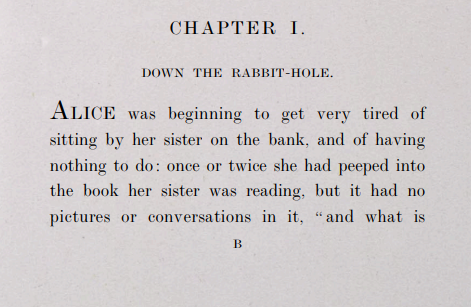 CHAPTER I.
DOWN THE RABBIT-HOLE.
ALICE was beginning to get very tired of
sitting by her sister on the bank, and of having
nothing to do: once or twice she had peeped into
the book her sister was reading, but it had no
pictures or conversations in it, “and what is
B